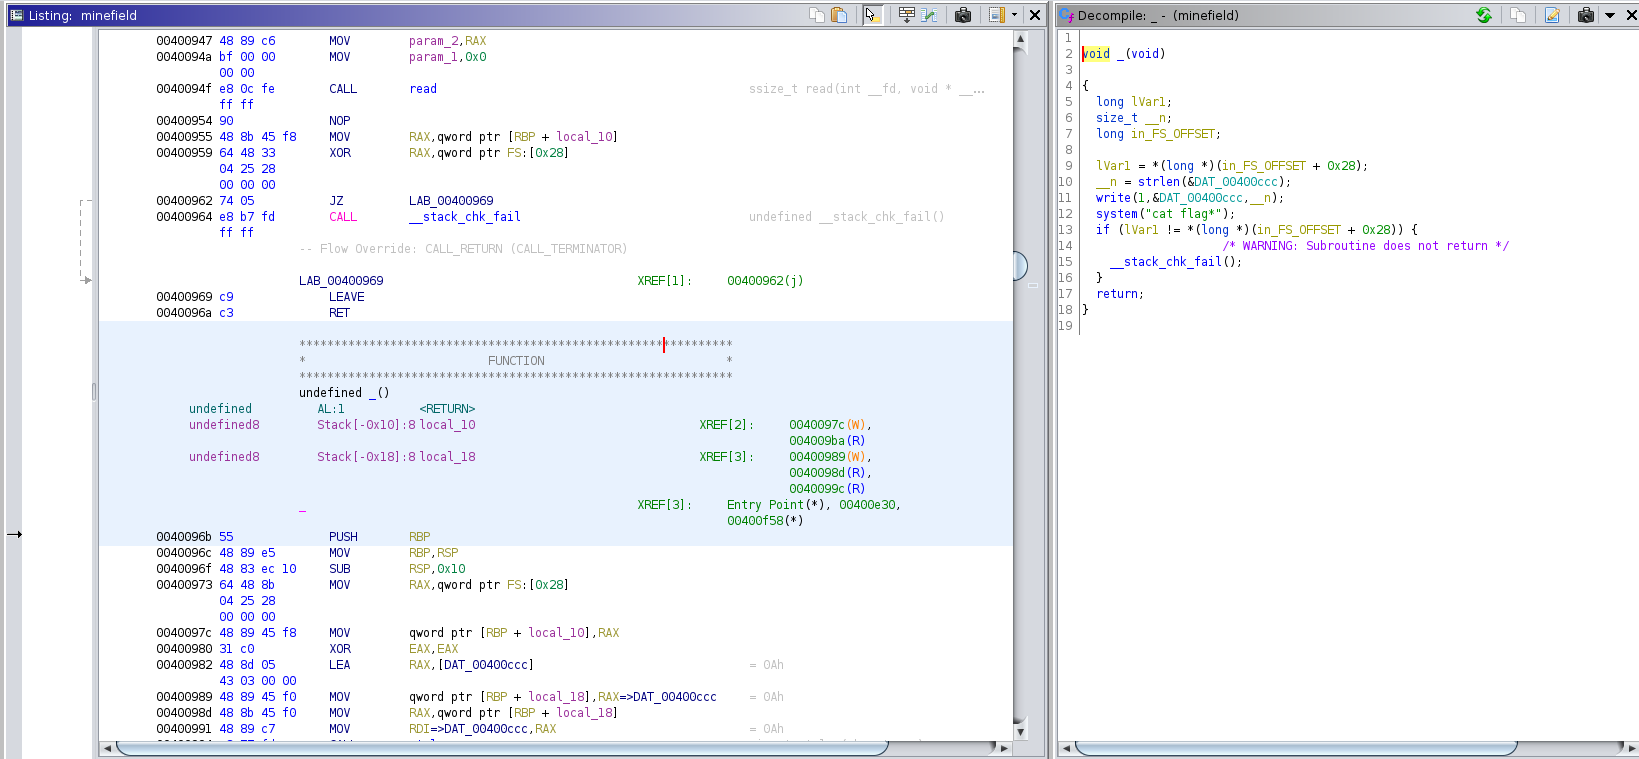 Listing: minefield
00400947 48 89 c6 MOV param_2,RAX
0040094a bf 00 00 MOV param_1,0x0
00 00
0040094f e8 0c fe CALL read ssize_t read(int __fd, void * __...
ff ff
00400954 90 NOP
00400955 48 8b 45 f8 MOV RAX,qword ptr [RBP + local_10]
00400959 64 48 33 XOR RAX,qword ptr FS:[0x28]
04 25 28
00 00 00
00400962 74 05 JZ LAB_00400969
00400964 e8 b7 fd CALL __stack_chk_fail undefined __stack_chk_fail()
ff ff
-- Flow Override: CALL_RETURN (CALL_TERMINATOR)
LAB_00400969 XREF[1]: 00400962(j)
00400969 c9 LEAVE
0040096a c3 RET
**************************************************************
* FUNCTION *
**************************************************************
undefined _()
undefined AL:1 <RETURN>
undefined8 Stack[-0x10]:8 local_10 XREF[2]: 0040097c(W),
004009ba(R)
undefined8 Stack[-0x18]:8 local_18 XREF[3]: 00400989(W),
0040098d(R),
0040099c(R)
_ XREF[3]: Entry Point(*), 00400e30,
00400f58(*)
0040096b 55 PUSH RBP
0040096c 48 89 e5 MOV RBP,RSP
0040096f 48 83 ec 10 SUB RSP,0x10
00400973 64 48 8b MOV RAX,qword ptr FS:[0x28]
04 25 28
00 00 00
0040097c 48 89 45 f8 MOV qword ptr [RBP + local_10],RAX
00400980 31 c0 XOR EAX,EAX
00400982 48 8d 05 LEA RAX,[DAT_00400ccc] = 0Ah
43 03 00 00
00400989 48 89 45 f0 MOV qword ptr [RBP + local_18],RAX=>DAT_00400ccc = 0Ah
0040098d 48 8b 45 f0 MOV RAX,qword ptr [RBP + local_18]
00400991 48 89 c7 MOV RDI=>DAT_00400ccc,RAX = 0Ah
Decompile: _ - (minefield)
1
2 void _(void)
3
4 {
5 long lVar1;
6 size_t __n;
7 long in_FS_OFFSET;
8
9 lVar1 = *(long *)(in_FS_OFFSET + 0x28);
10 __n = strlen(&DAT_00400ccc);
11 write(1,&DAT_00400ccc,__n);
12 system("cat flag*");
13 if (lVar1 != *(long *)(in_FS_OFFSET + 0x28)) {
14 /* WARNING: Subroutine does not return */
15 __stack_chk_fail();
16 }
17 return;
18 }
19